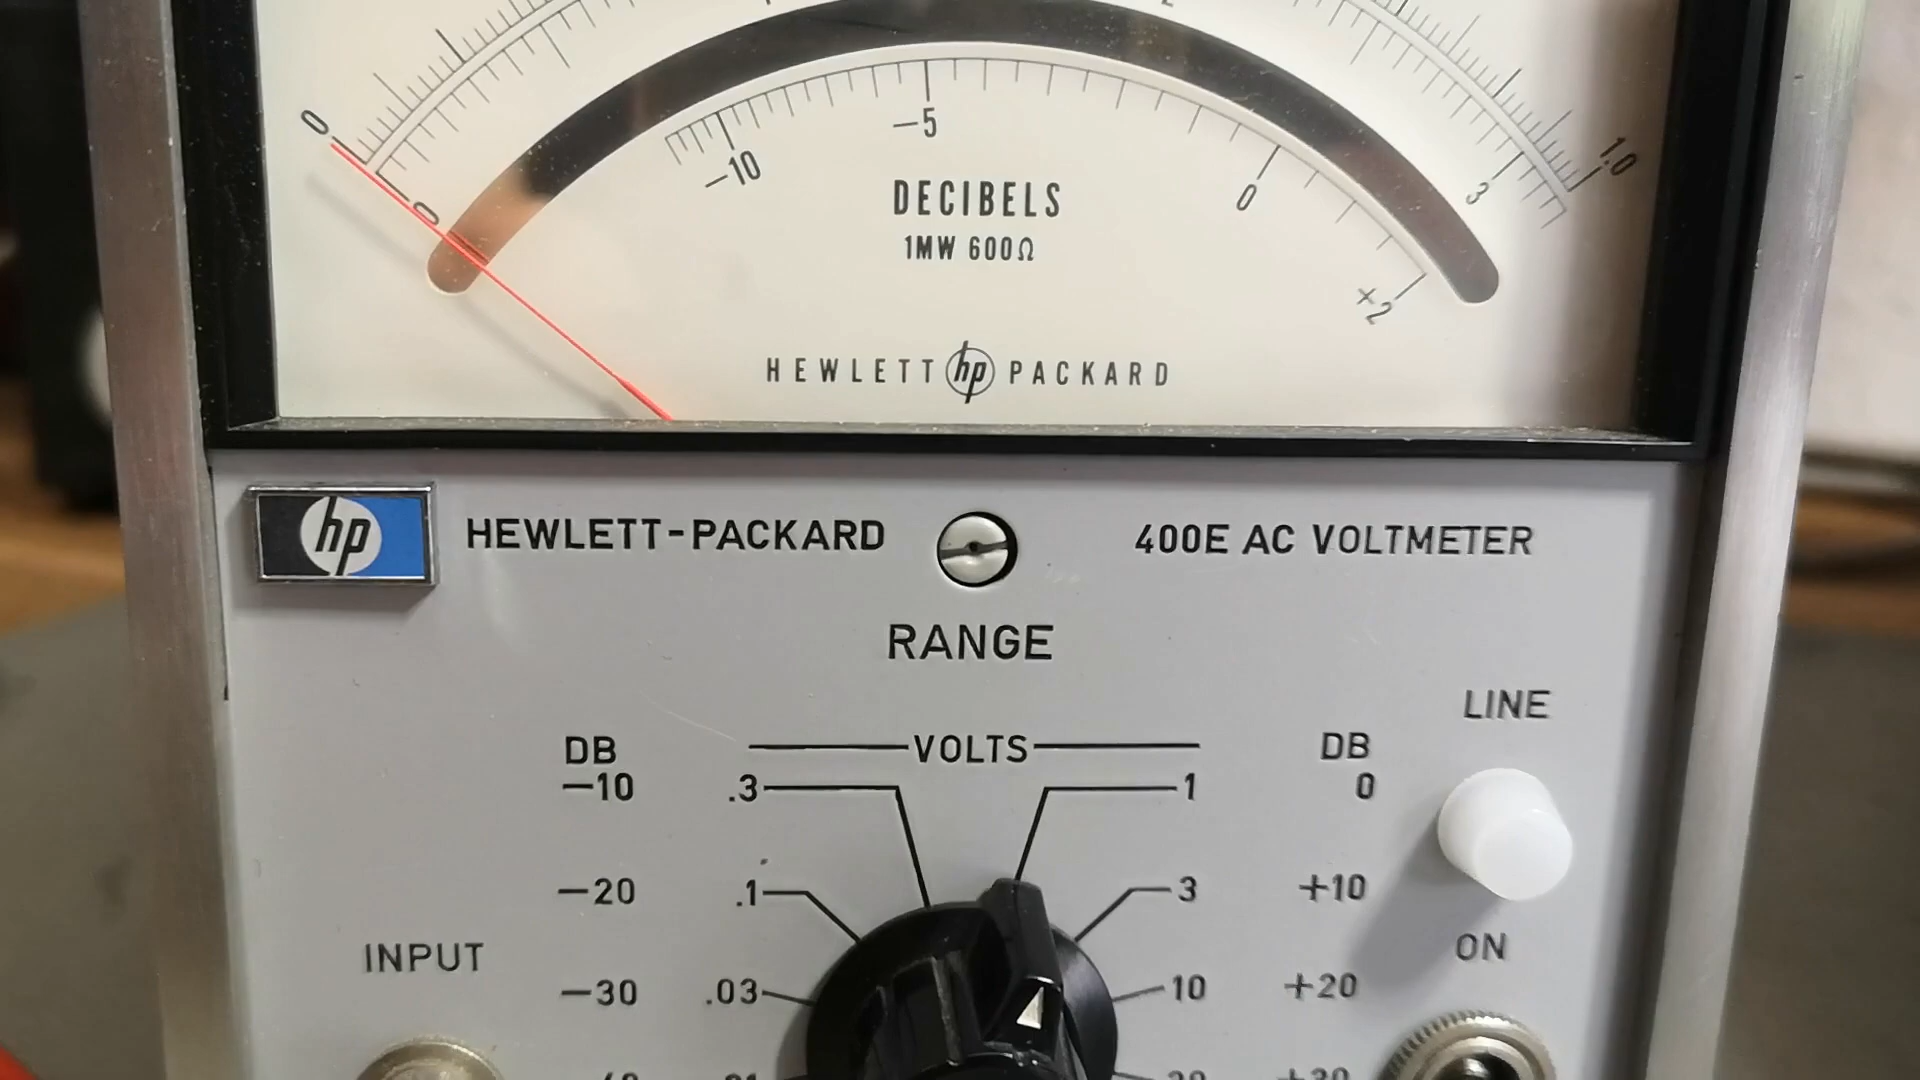 0
1.0
0
3
-10
-5
0
+2
DECIBELS
1MW 600Ω
HEWLETT hp PACKARD
hp HEWLETT-PACKARD 400E AC VOLTMETER
RANGE
LINE
DB VOLTS DB
-10 .3 1 0
-20 .1 3 +10
ON
INPUT
-30 .03 10 +20